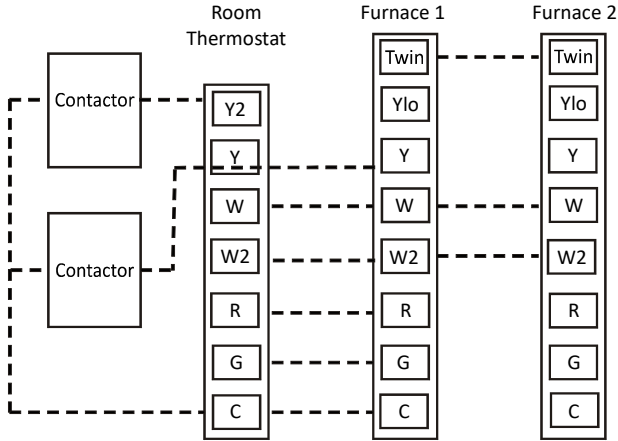 Room
Thermostat
Furnace 1
Furnace 2
Contactor
Contactor
Y2
Y
W
W2
R
G
C
Twin
Ylo
Y
W
W2
R
G
C
Twin
Ylo
Y
W
W2
R
G
C